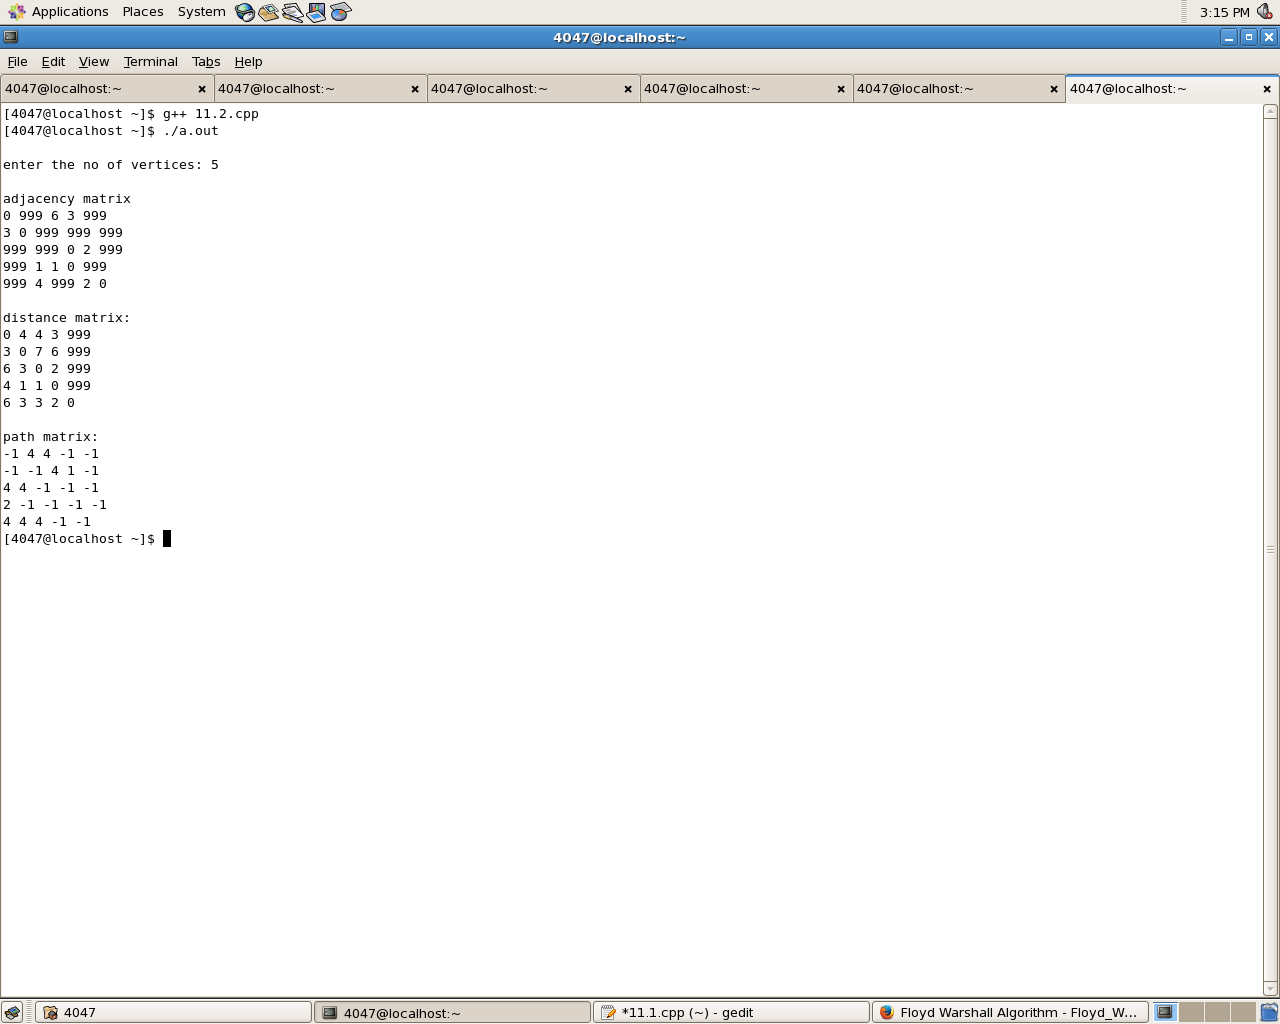 Applications Places System 3:15 PM
4047@localhost:~
File Edit View Terminal Tabs Help
4047@localhost:~ 4047@localhost:~ 4047@localhost:~ 4047@localhost:~ 4047@localhost:~ 4047@localhost:~
[4047@localhost ~]$ g++ 11.2.cpp
[4047@localhost ~]$ ./a.out
enter the no of vertices: 5
adjacency matrix
0 999 6 3 999
3 0 999 999 999
999 999 0 2 999
999 1 1 0 999
999 4 999 2 0
distance matrix:
0 4 4 3 999
3 0 7 6 999
6 3 0 2 999
4 1 1 0 999
6 3 3 2 0
path matrix:
-1 4 4 -1 -1
-1 -1 4 1 -1
4 4 -1 -1 -1
2 -1 -1 -1 -1
4 4 4 -1 -1
[4047@localhost ~]$
4047 4047@localhost:~ *11.1.cpp (~) - gedit Floyd Warshall Algorithm - Floyd_W...